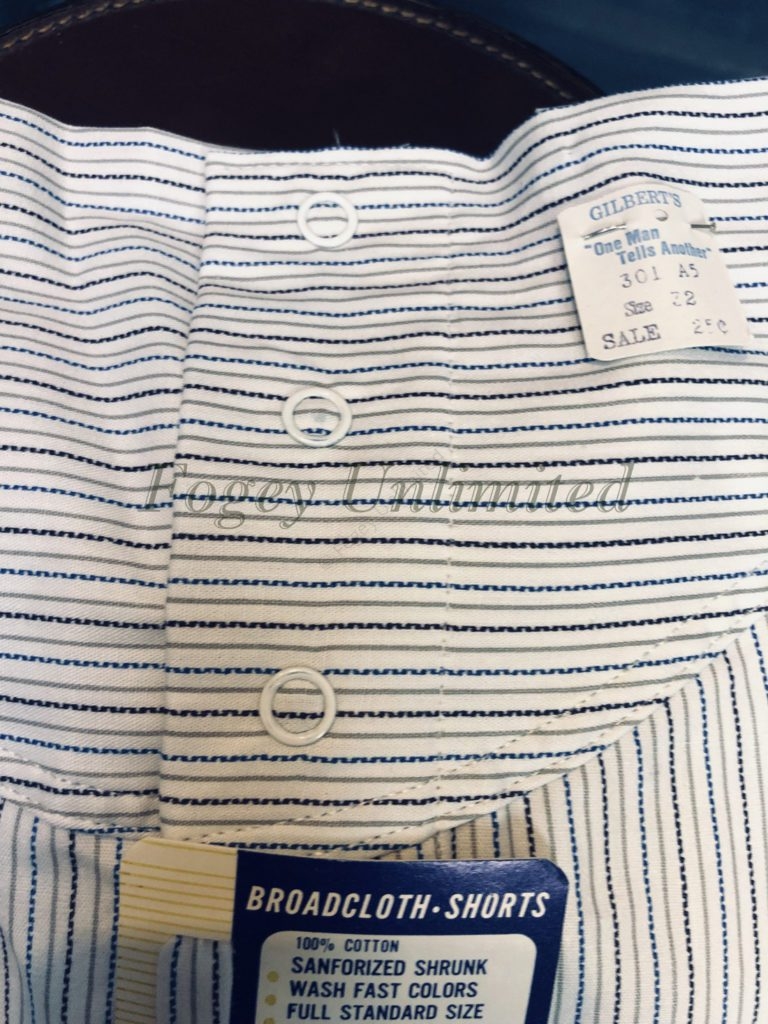 GILBERT'S
"One Man
Tells Another"
301 A5
Size 32
SALE 25¢
Fogey Unlimited
BROADCLOTH·SHORTS
100% COTTON
SANFORIZED SHRUNK
WASH FAST COLORS
FULL STANDARD SIZE